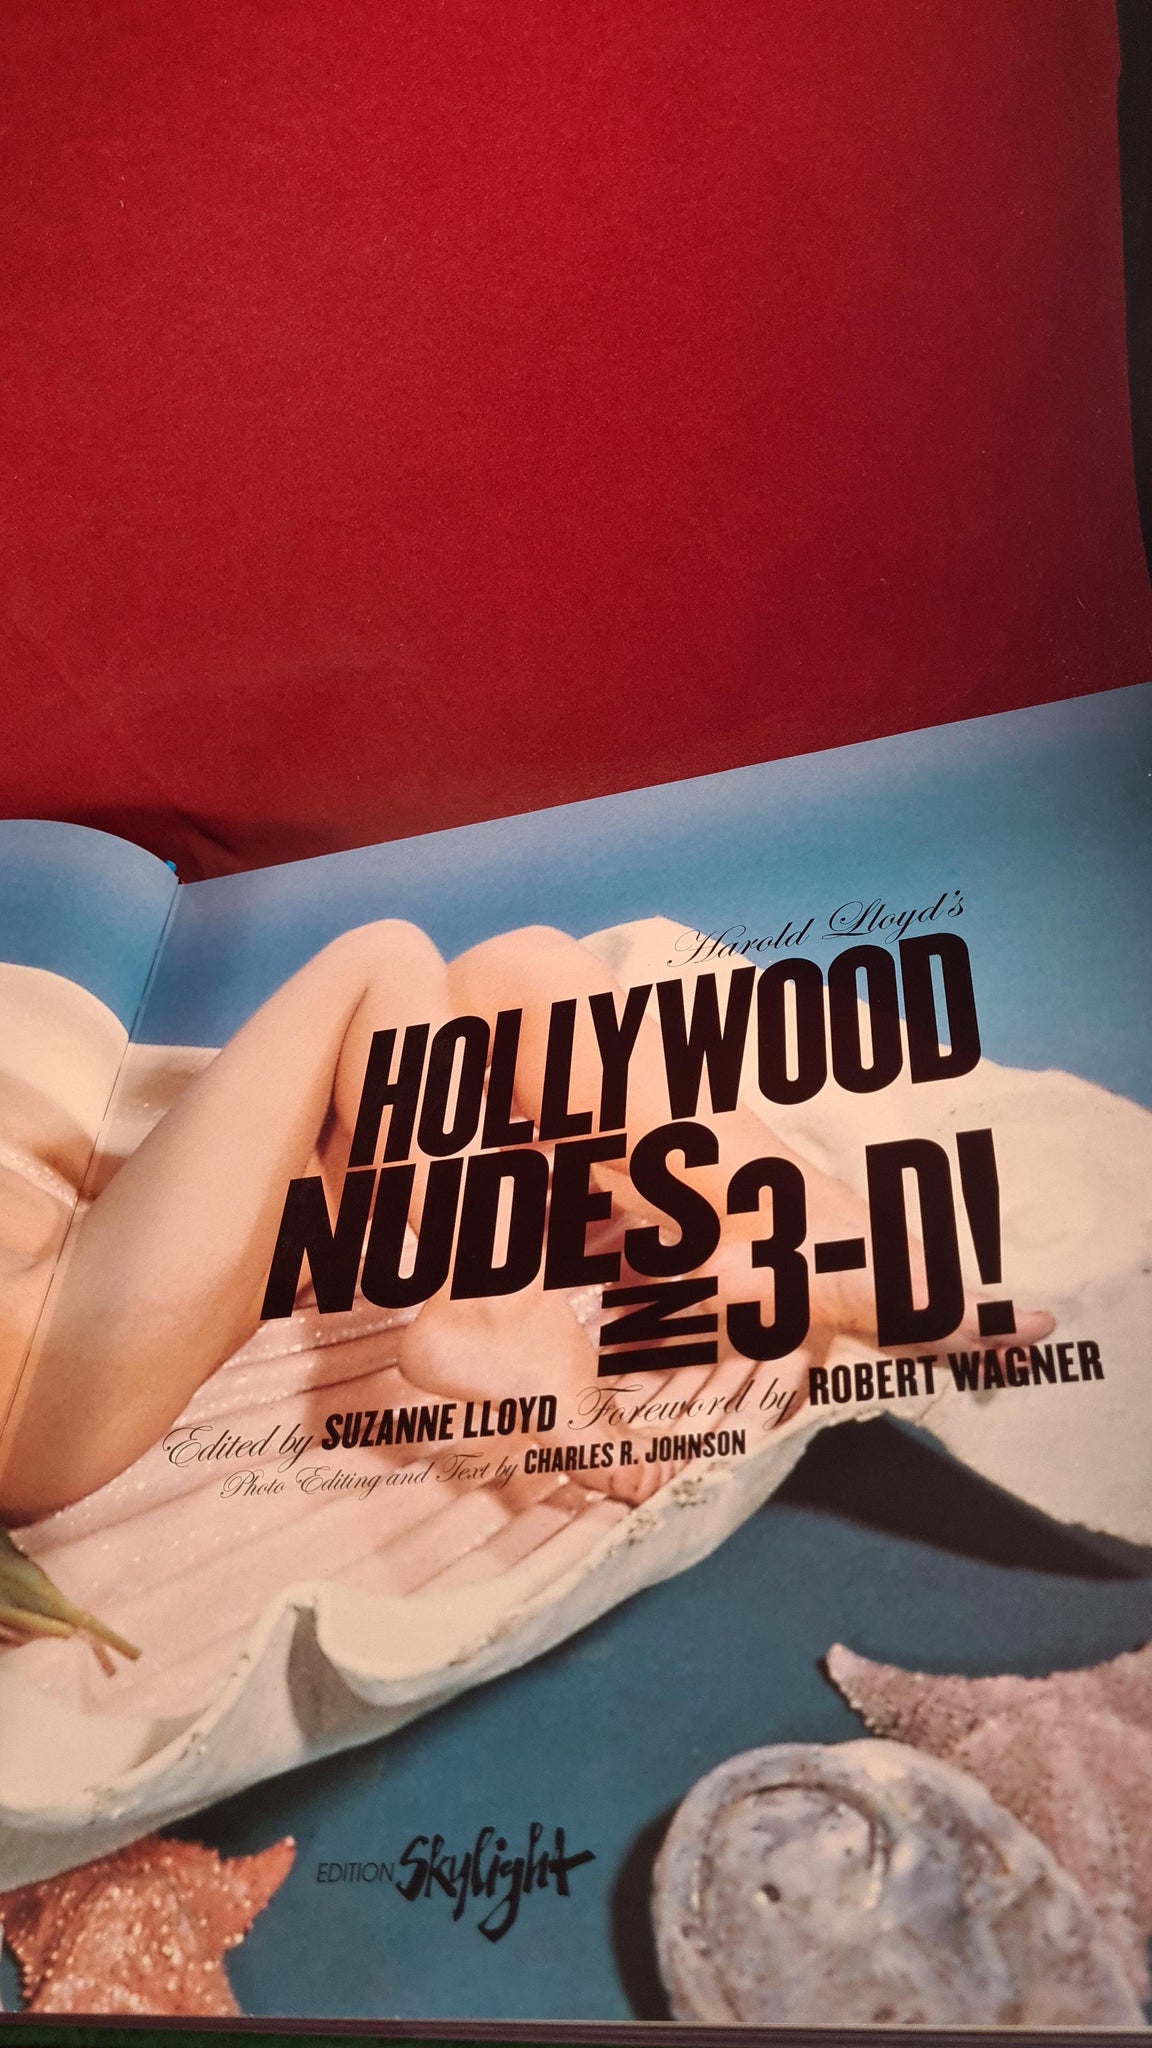 Harold Lloyd's
HOLLYWOOD
NUDES
IN 3-D!
Edited by SUZANNE LLOYD Foreword by ROBERT WAGNER
Photo Editing and Text by CHARLES R. JOHNSON
EDITION Skylight